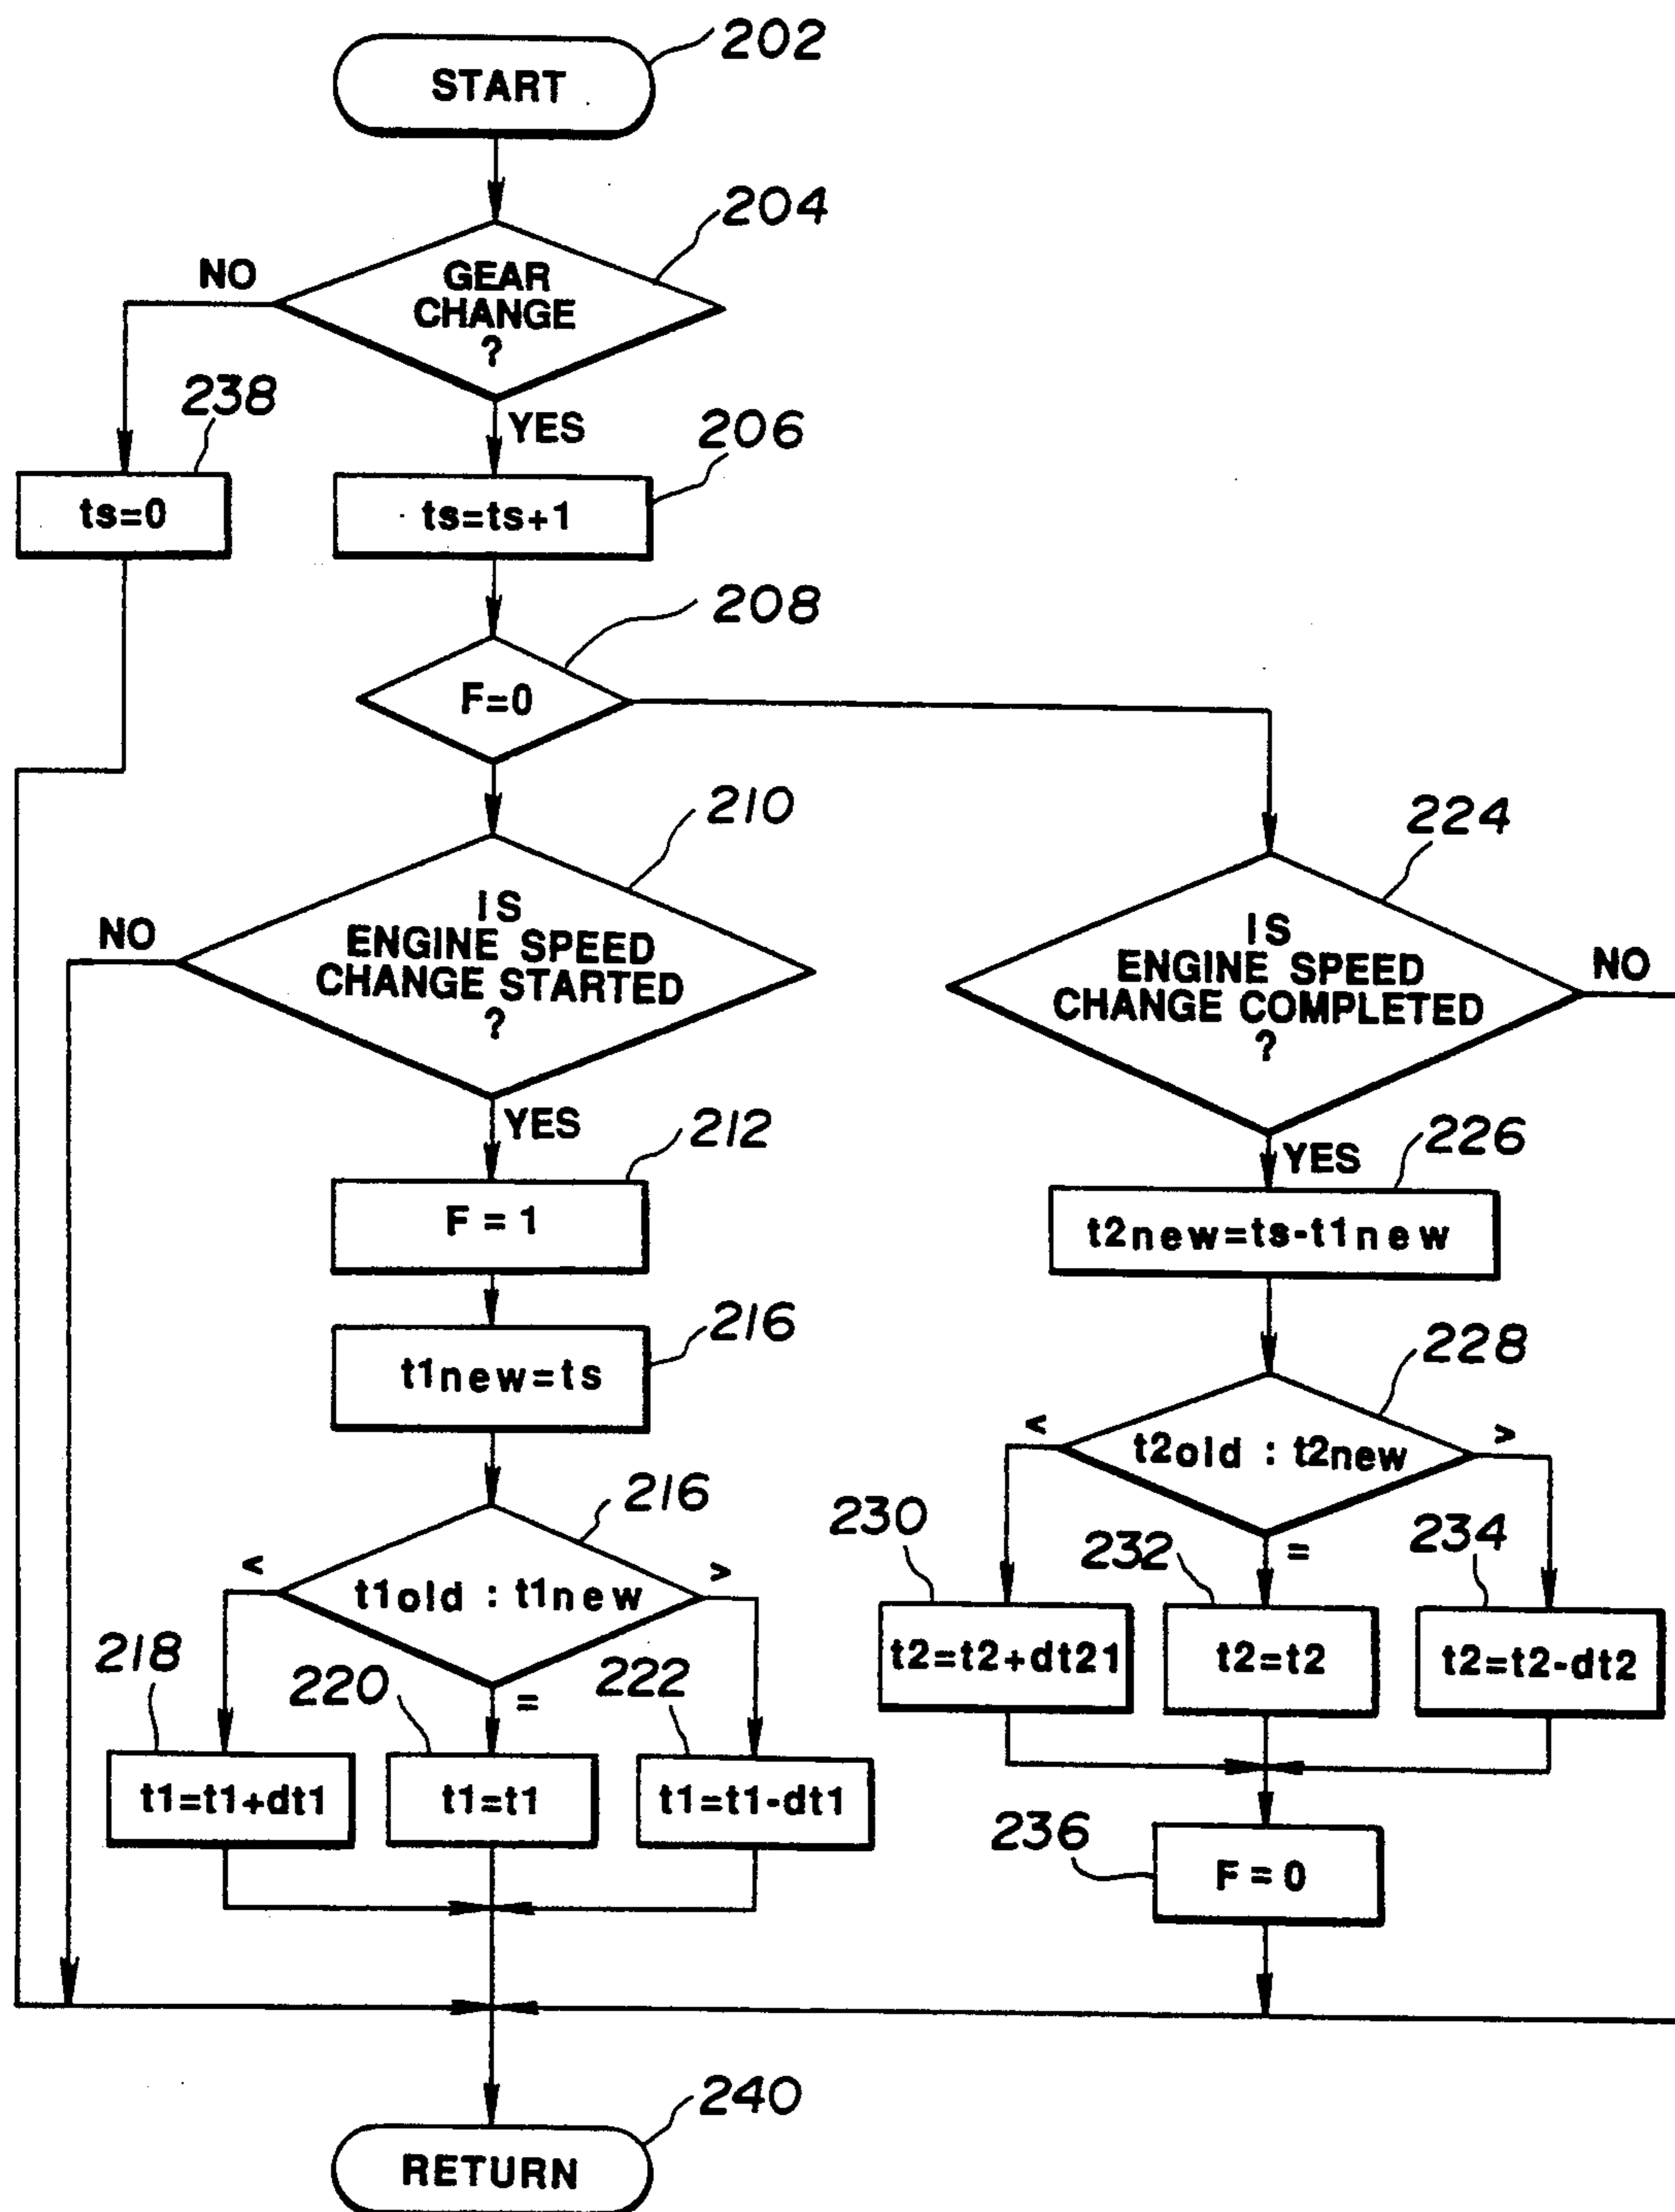 202
START
204
GEAR
CHANGE
?
NO
YES
238
ts=0
206
ts=ts+1
208
F=0
210
IS
ENGINE SPEED
CHANGE STARTED
?
NO
YES
212
F = 1
216
t1new=ts
216
t1old : t1new
<
=
>
218
t1=t1+dt1
220
t1=t1
222
t1=t1-dt1
224
IS
ENGINE SPEED
CHANGE COMPLETED
?
NO
YES
226
t2new=ts-t1new
228
t2old : t2new
<
=
>
230
t2=t2+dt21
232
t2=t2
234
t2=t2-dt2
236
F = 0
240
RETURN